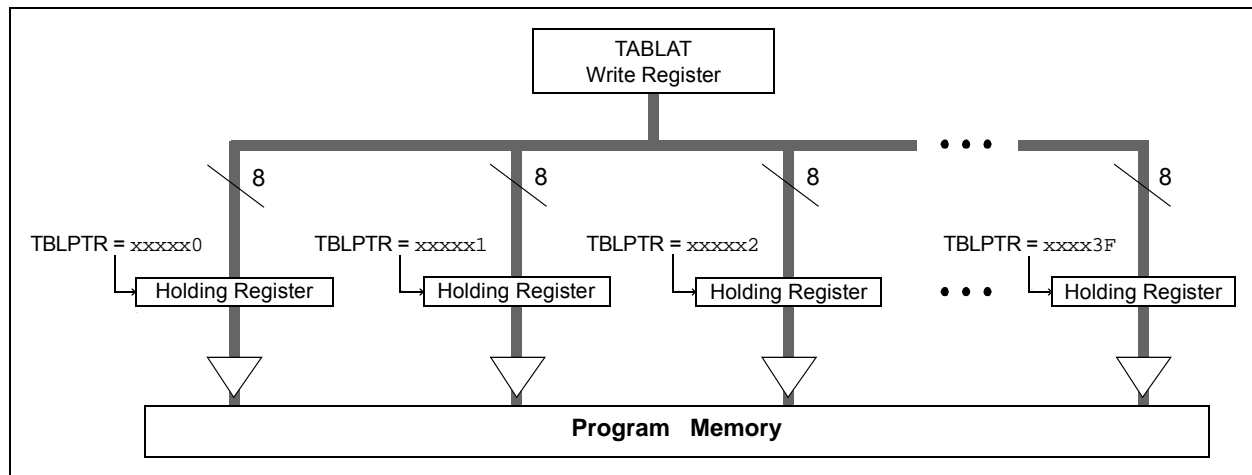 TABLAT
Write Register
• • •
8 8 8 8
TBLPTR = xxxxx0 TBLPTR = xxxxx1 TBLPTR = xxxxx2 TBLPTR = xxxx3F
Holding Register Holding Register Holding Register • • • Holding Register
Program Memory